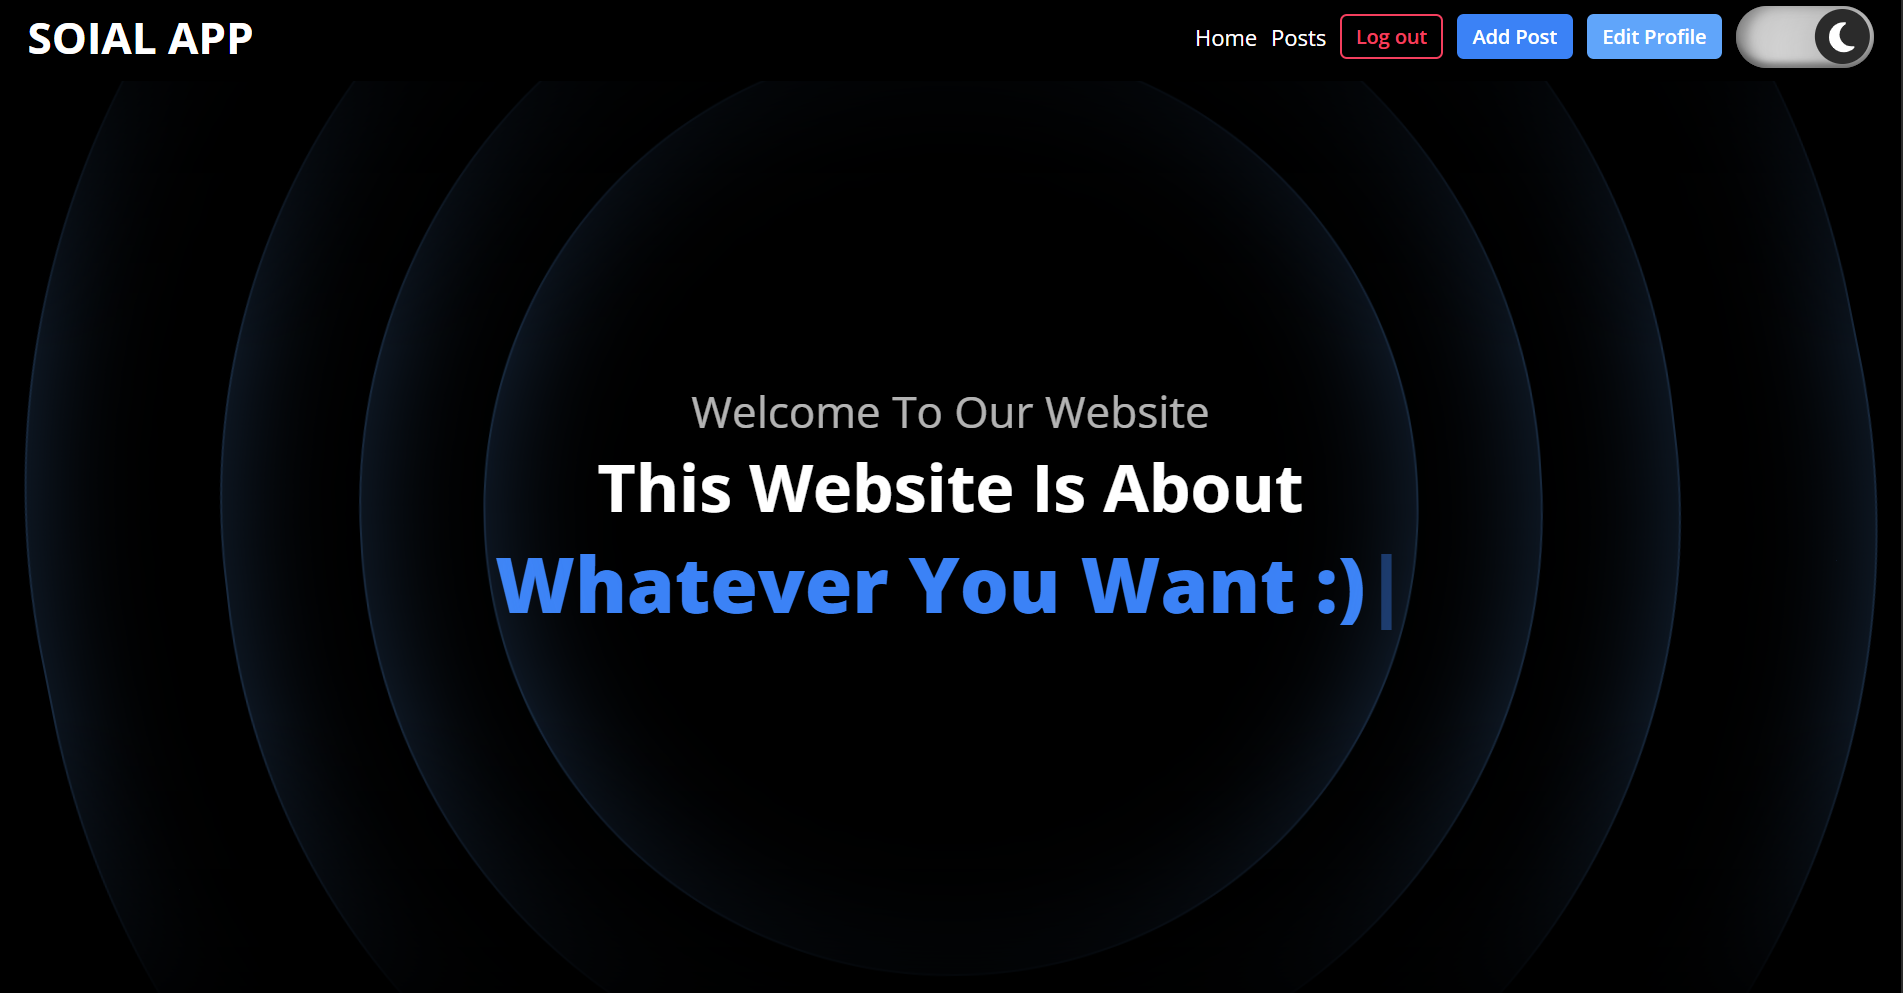 SOIAL APP
Home Posts Log out Add Post Edit Profile
Welcome To Our Website
This Website Is About
Whatever You Want :)|